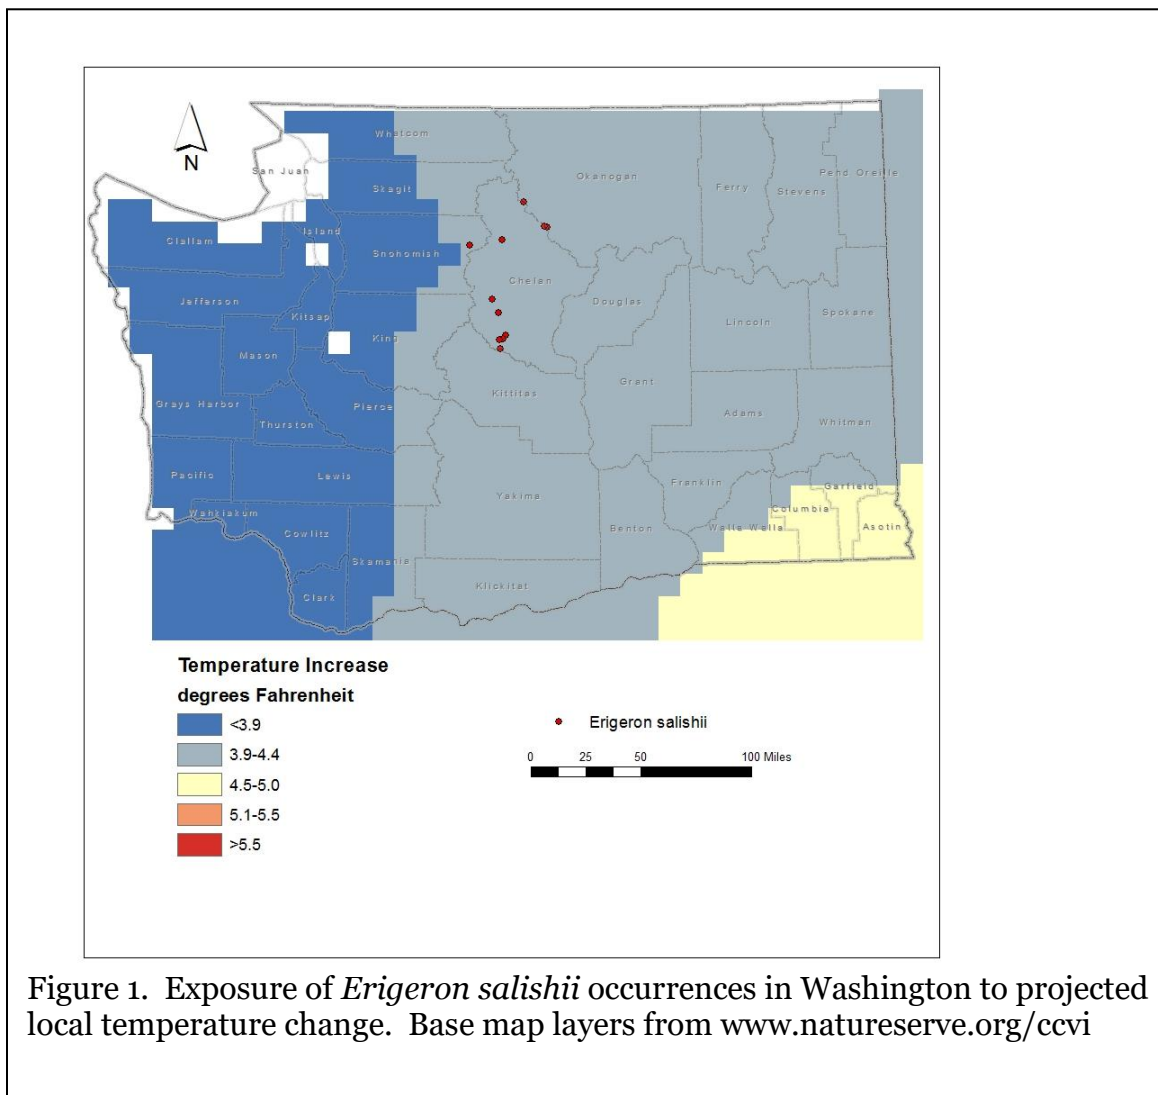 N
Whatcom
San Juan
Skagit
Okanogan
Ferry
Stevens
Pend Oreille
Island
Clallam
Snohomish
Chelan
Jefferson
Kitsap
King
Douglas
Lincoln
Spokane
Mason
Grays Harbor
Thurston
Pierce
Kittitas
Grant
Adams
Whitman
Pacific
Lewis
Yakima
Franklin
Garfield
Columbia
Asotin
Wahkiakum
Cowlitz
Skamania
Benton
Walla Walla
Clark
Klickitat
Temperature Increase
degrees Fahrenheit
<3.9
3.9-4.4
4.5-5.0
5.1-5.5
>5.5
Erigeron salishii
0 25 50 100 Miles
Figure 1. Exposure of Erigeron salishii occurrences in Washington to projected
local temperature change. Base map layers from www.natureserve.org/ccvi